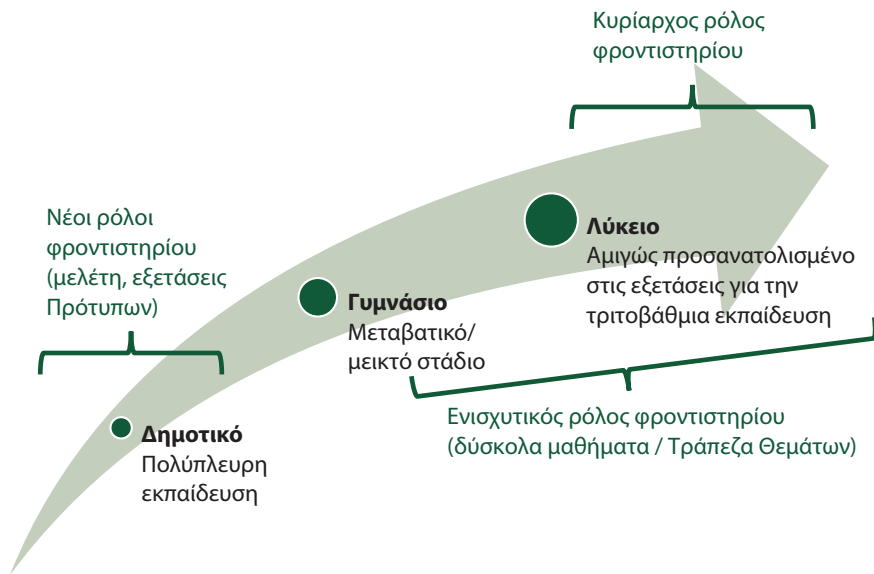 Κυρίαρχος ρόλος
φροντιστηρίου
Νέοι ρόλοι
φροντιστηρίου
(μελέτη, εξετάσεις
Πρότυπων)
Λύκειο
Αμιγώς προσανατολισμένο
στις εξετάσεις για την
τριτοβάθμια εκπαίδευση
Γυμνάσιο
Μεταβατικό/
μεικτό στάδιο
Ενισχυτικός ρόλος φροντιστηρίου
(δύσκολα μαθήματα / Τράπεζα Θεμάτων)
Δημοτικό
Πολύπλευρη
εκπαίδευση